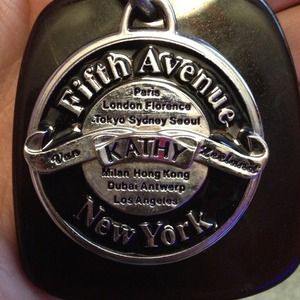 Fifth Avenue
Paris
London Florence
Tokyo Sydney Seoul
Van KATHY Zeeland
Milan Hong Kong
Dubai Antwerp
Los Angeles
New York